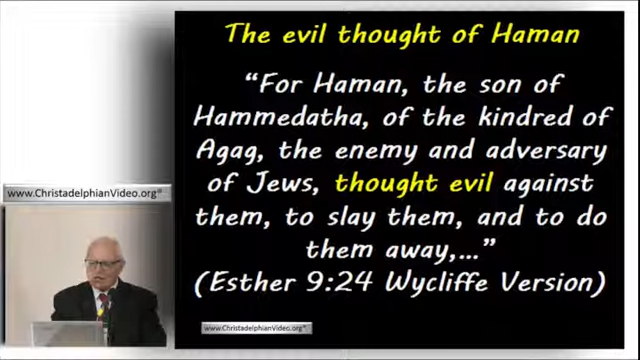 The evil thought of Haman
“For Haman, the son of
Hammedatha, of the kindred of
Agag, the enemy and adversary
of Jews, thought evil against
them, to slay them, and to do
them away,...”
(Esther 9:24 Wycliffe Version)
www.ChristadelphianVideo.org®
www.ChristadelphianVideo.org®